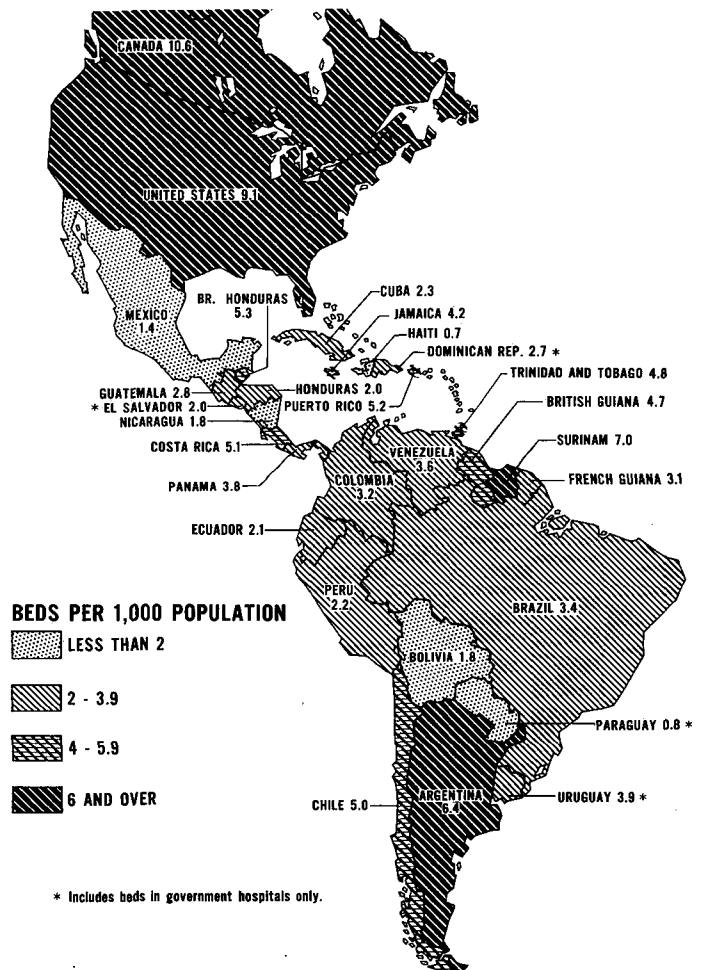 CANADA 10.6
UNITED STATES 9.1
MEXICO
1.4
BR. HONDURAS
5.3
CUBA 2.3
JAMAICA 4.2
HAITI 0.7
DOMINICAN REP. 2.7 *
TRINIDAD AND TOBAGO 4.8
GUATEMALA 2.8
HONDURAS 2.0
* EL SALVADOR 2.0
PUERTO RICO 5.2
BRITISH GUIANA 4.7
NICARAGUA 1.8
COSTA RICA 5.1
VENEZUELA
3.6
SURINAM 7.0
PANAMA 3.8
COLOMBIA
3.2
FRENCH GUIANA 3.1
ECUADOR 2.1
PERU
2.2
BRAZIL 3.4
BEDS PER 1,000 POPULATION
LESS THAN 2
2 - 3.9
4 - 5.9
6 AND OVER
BOLIVIA 1.8
PARAGUAY 0.8 *
CHILE 5.0
ARGENTINA
6.4
URUGUAY 3.9 *
* Includes beds in government hospitals only.